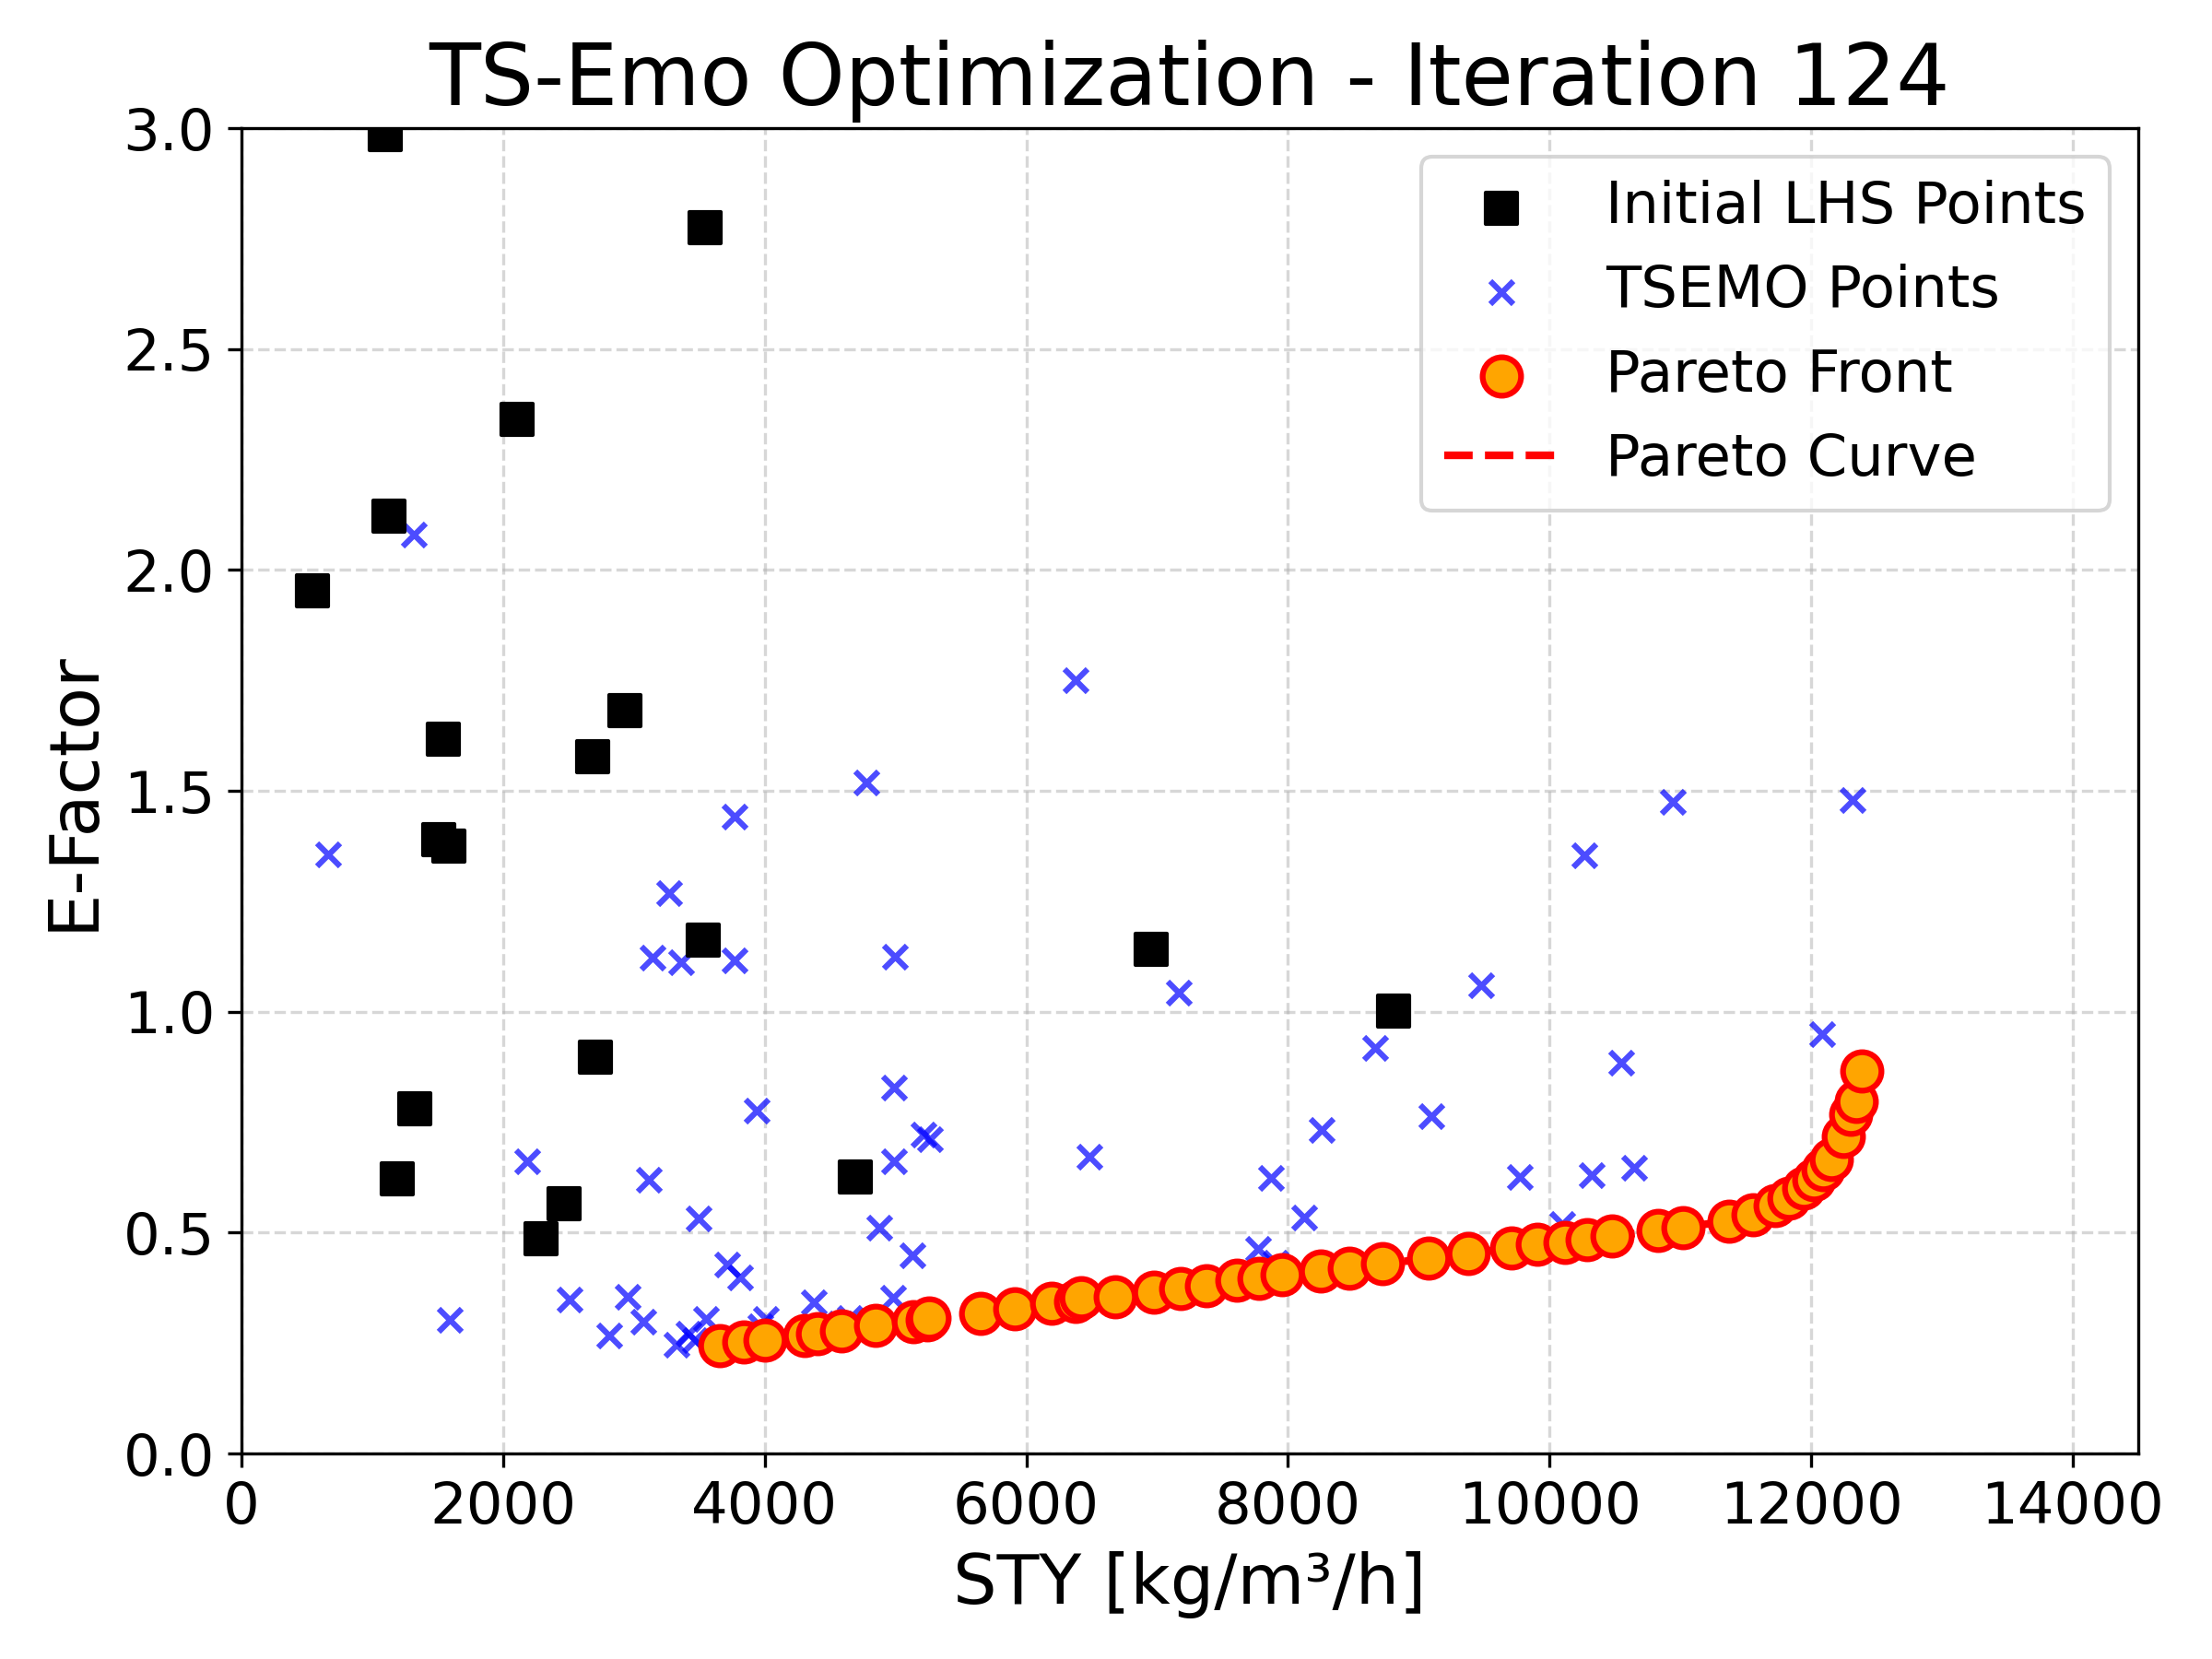 TS-Emo Optimization - Iteration 124
3.0
2.5
2.0
1.5
1.0
0.5
0.0
E-Factor
Initial LHS Points
TSEMO Points
Pareto Front
Pareto Curve
0 2000 4000 6000 8000 10000 12000 14000
STY [kg/m³/h]